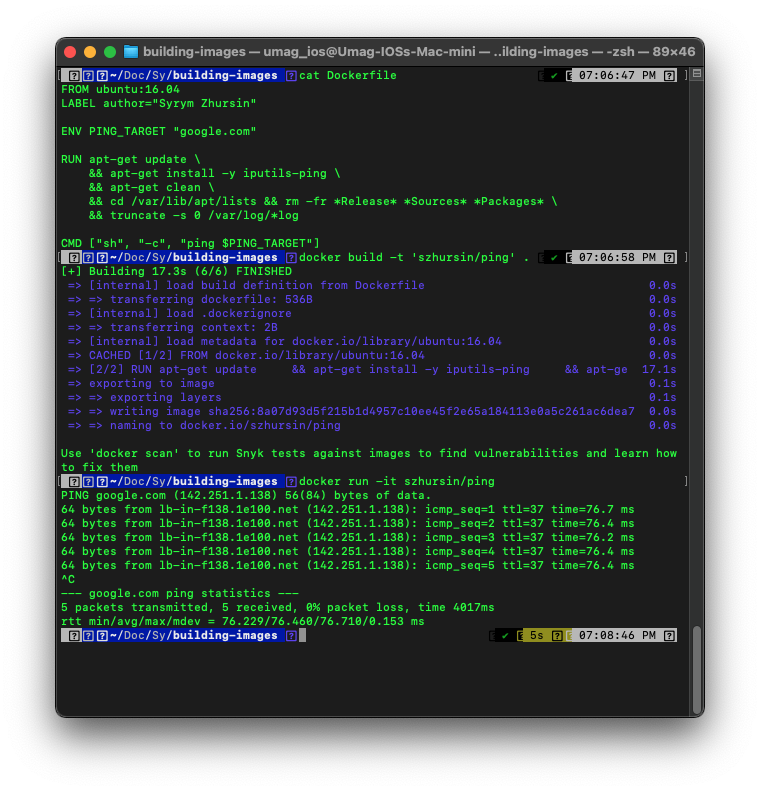 building-images — umag_ios@Umag-IOSs-Mac-mini — ..ilding-images — -zsh — 89×46
~/Doc/Sy/building-images cat Dockerfile ✔ 07:06:47 PM
FROM ubuntu:16.04
LABEL author="Syrym Zhursin"
ENV PING_TARGET "google.com"
RUN apt-get update \
&& apt-get install -y iputils-ping \
&& apt-get clean \
&& cd /var/lib/apt/lists && rm -fr *Release* *Sources* *Packages* \
&& truncate -s 0 /var/log/*log
CMD ["sh", "-c", "ping $PING_TARGET"]
~/Doc/Sy/building-images docker build -t 'szhursin/ping' . ✔ 07:06:58 PM
[+] Building 17.3s (6/6) FINISHED
=> [internal] load build definition from Dockerfile 0.0s
=> => transferring dockerfile: 536B 0.0s
=> [internal] load .dockerignore 0.0s
=> => transferring context: 2B 0.0s
=> [internal] load metadata for docker.io/library/ubuntu:16.04 0.0s
=> CACHED [1/2] FROM docker.io/library/ubuntu:16.04 0.0s
=> [2/2] RUN apt-get update && apt-get install -y iputils-ping && apt-ge 17.1s
=> exporting to image 0.1s
=> => exporting layers 0.1s
=> => writing image sha256:8a07d93d5f215b1d4957c10ee45f2e65a184113e0a5c261ac6dea7 0.0s
=> => naming to docker.io/szhursin/ping 0.0s
Use 'docker scan' to run Snyk tests against images to find vulnerabilities and learn how
to fix them
~/Doc/Sy/building-images docker run -it szhursin/ping
PING google.com (142.251.1.138) 56(84) bytes of data.
64 bytes from lb-in-f138.1e100.net (142.251.1.138): icmp_seq=1 ttl=37 time=76.7 ms
64 bytes from lb-in-f138.1e100.net (142.251.1.138): icmp_seq=2 ttl=37 time=76.4 ms
64 bytes from lb-in-f138.1e100.net (142.251.1.138): icmp_seq=3 ttl=37 time=76.2 ms
64 bytes from lb-in-f138.1e100.net (142.251.1.138): icmp_seq=4 ttl=37 time=76.4 ms
64 bytes from lb-in-f138.1e100.net (142.251.1.138): icmp_seq=5 ttl=37 time=76.4 ms
^C
--- google.com ping statistics ---
5 packets transmitted, 5 received, 0% packet loss, time 4017ms
rtt min/avg/max/mdev = 76.229/76.460/76.710/0.153 ms
~/Doc/Sy/building-images ✔ 5s 07:08:46 PM